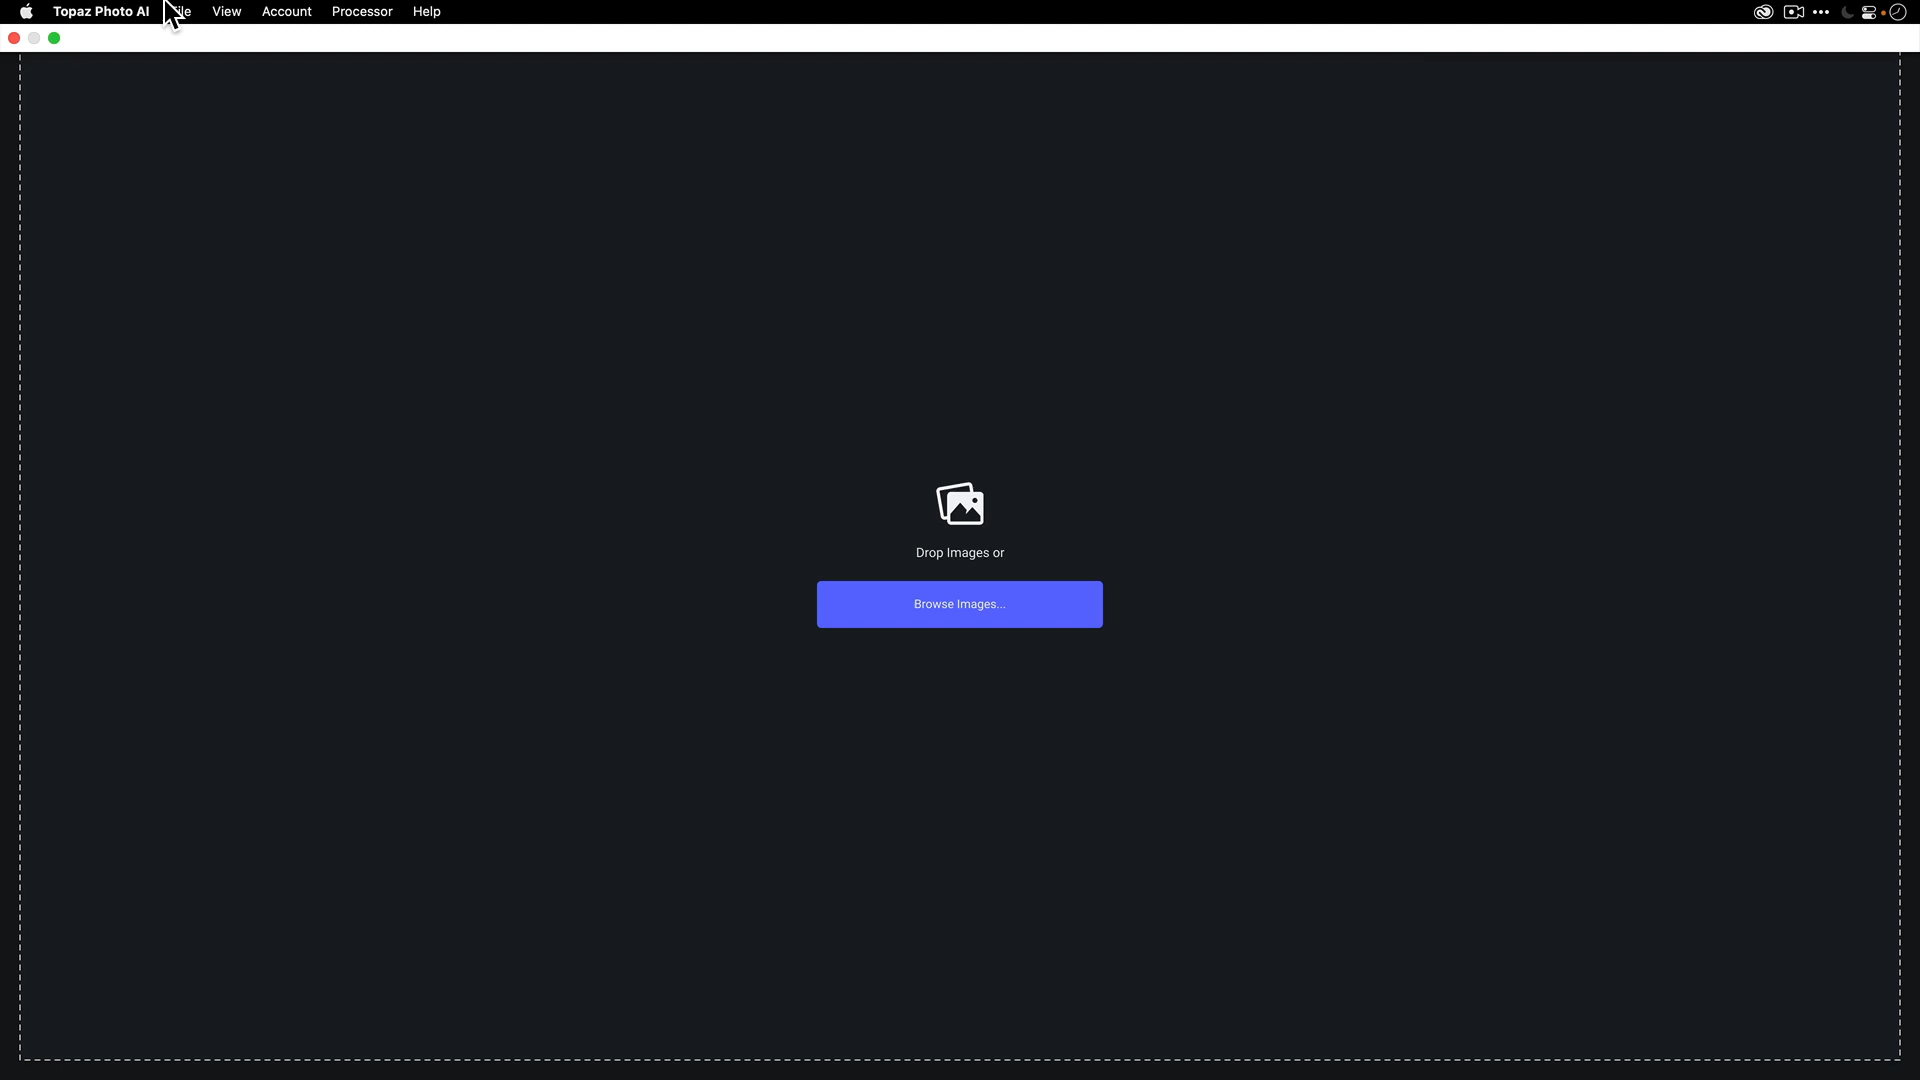 Topaz Photo AI View Account Processor Help
Drop Images or
Browse Images...